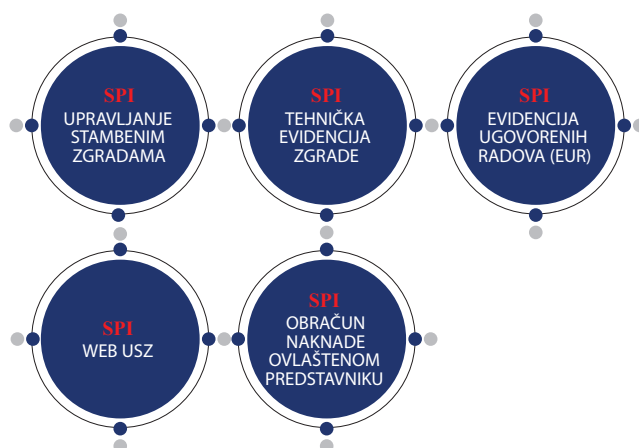 SPI
UPRAVLJANJE
STAMBENIM
ZGRADAMA
SPI
TEHNIČKA
EVIDENCIJA
ZGRADE
SPI
EVIDENCIJA
UGOVORENIH
RADOVA (EUR)
SPI
WEB USZ
SPI
OBRAČUN
NAKNADE
OVLAŠTENOM
PREDSTAVNIKU